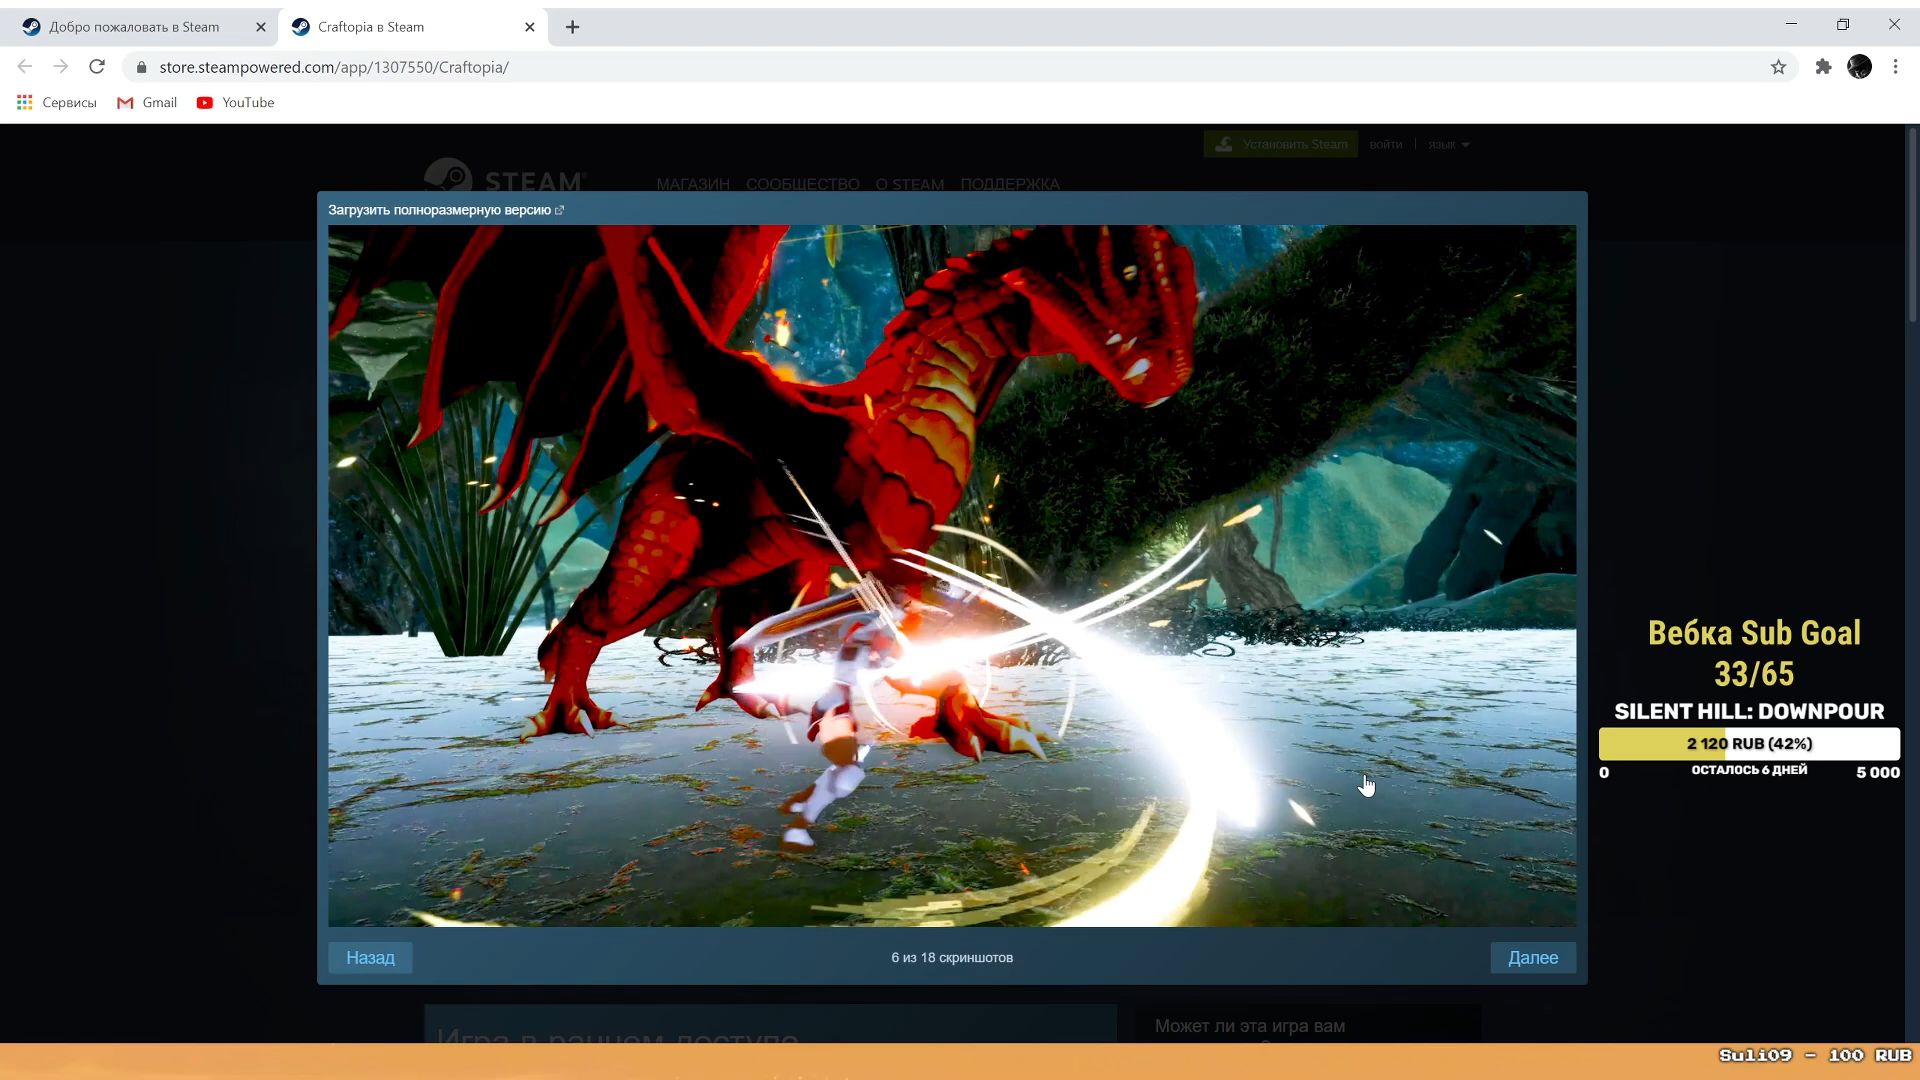 Добро пожаловать в Steam
Craftopia в Steam
store.steampowered.com/app/1307550/Craftopia/
Сервисы
Gmail
YouTube
Установить Steam
войти
язык
STEAM
МАГАЗИН
СООБЩЕСТВО
О STEAM
ПОДДЕРЖКА
Загрузить полноразмерную версию
Вебка Sub Goal
33/65
SILENT HILL: DOWNPOUR
2 120 RUB (42%)
0
ОСТАЛОСЬ 6 ДНЕЙ
5 000
Назад
6 из 18 скриншотов
Далее
Игра в раннем доступе
Может ли эта игра вам
Suli09 - 100 RUB